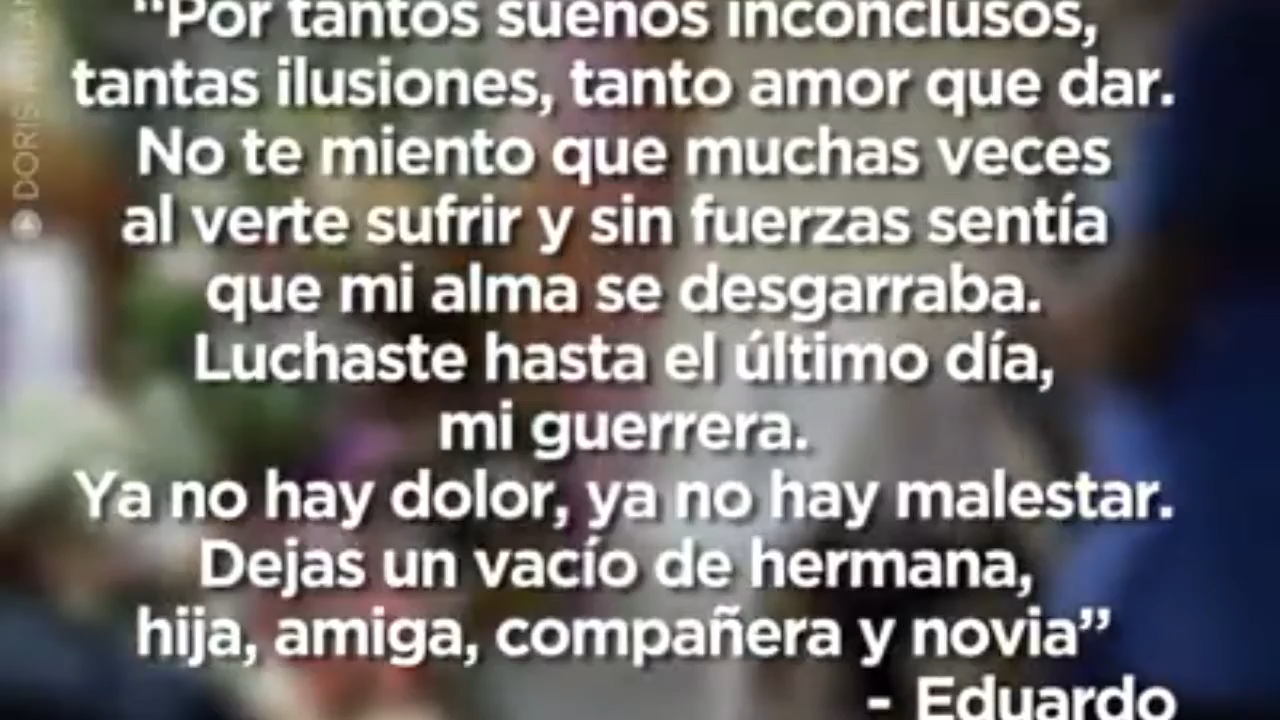 “Por tantos sueños inconclusos,
tantas ilusiones, tanto amor que dar.
No te miento que muchas veces
al verte sufrir y sin fuerzas sentía
que mi alma se desgarraba.
Luchaste hasta el último día,
mi guerrera.
Ya no hay dolor, ya no hay malestar.
Dejas un vacío de hermana,
hija, amiga, compañera y novia”
- Eduardo
DORIS